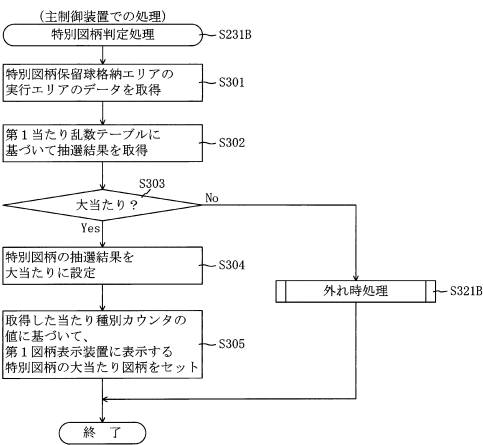 (主制御装置での処理)
特別図柄判定処理
S231B
特別図柄保留球格納エリアの
実行エリアのデータを取得
S301
第1当たり乱数テーブルに
基づいて抽選結果を取得
S302
S303
大当たり?
No
Yes
特別図柄の抽選結果を
大当たりに設定
S304
外れ時処理
S321B
取得した当たり種別カウンタの
値に基づいて、
第1図柄表示装置に表示する
特別図柄の大当たり図柄をセット
S305
終 了